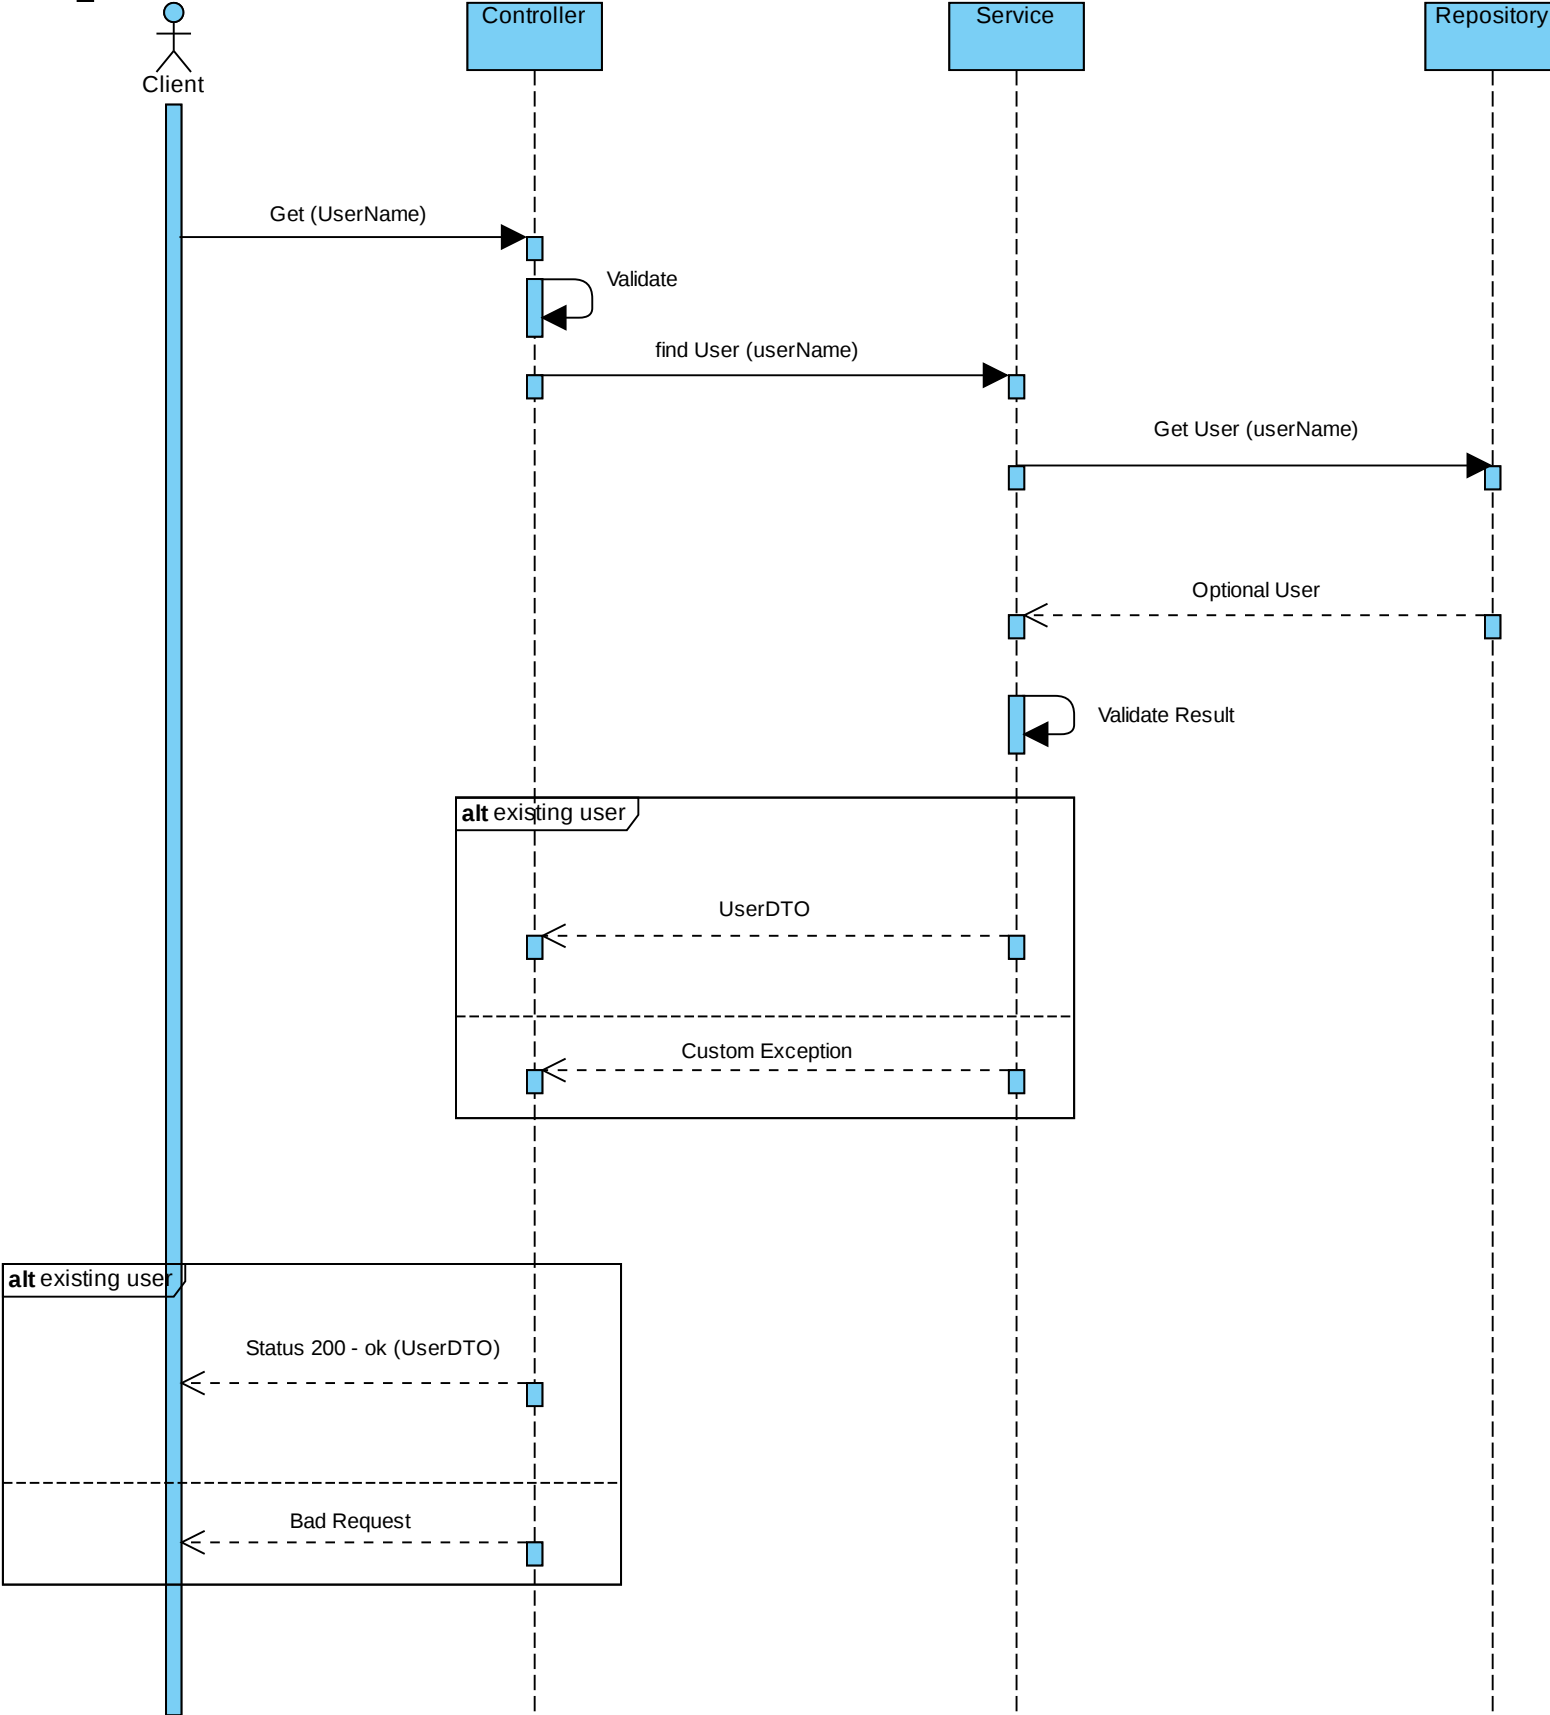 Client
Controller
Service
Repository
Get (UserName)
Validate
find User (userName)
Get User (userName)
Optional User
Validate Result
alt existing user
UserDTO
Custom Exception
alt existing user
Status 200 - ok (UserDTO)
Bad Request